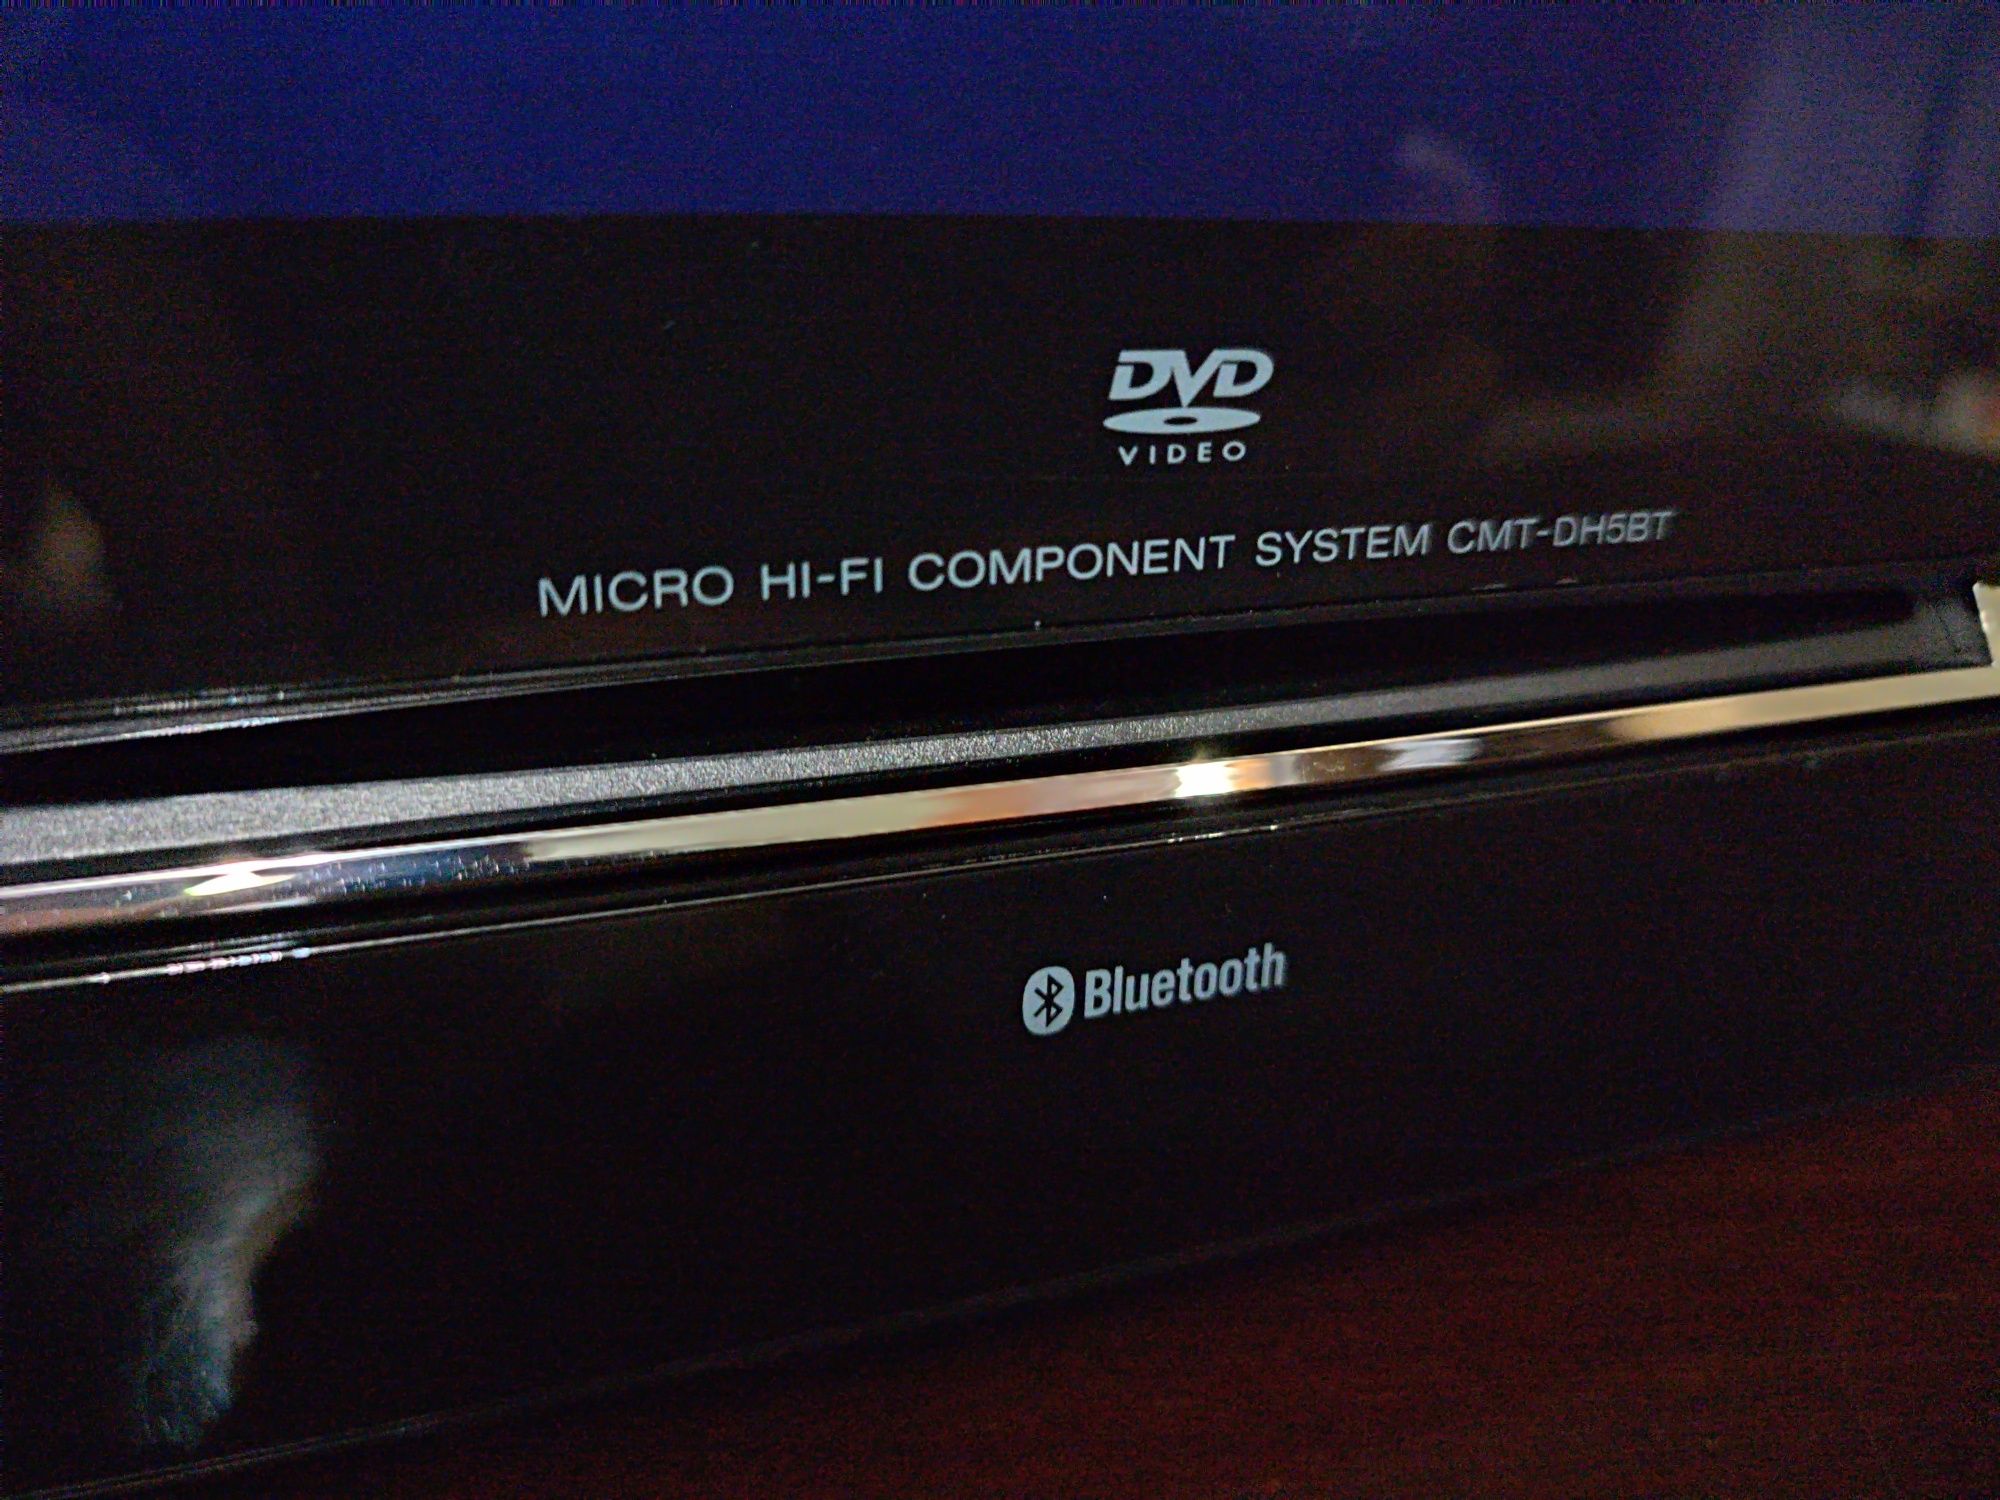 DVD
VIDEO
MICRO HI-FI COMPONENT SYSTEM CMT-DH5BT
Bluetooth